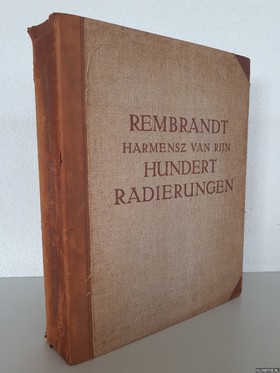 REMBRANDT
HARMENSZ VAN RIJN
HUNDERT
RADIERUNGEN